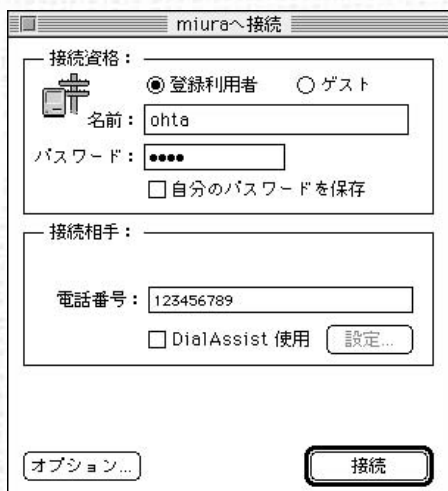 miuraへ接続
接続資格：
登録利用者 ゲスト
名前： ohta
パスワード： ●●●●
自分のパスワードを保存
接続相手：
電話番号： 123456789
DialAssist 使用 設定...
オプション... 接続